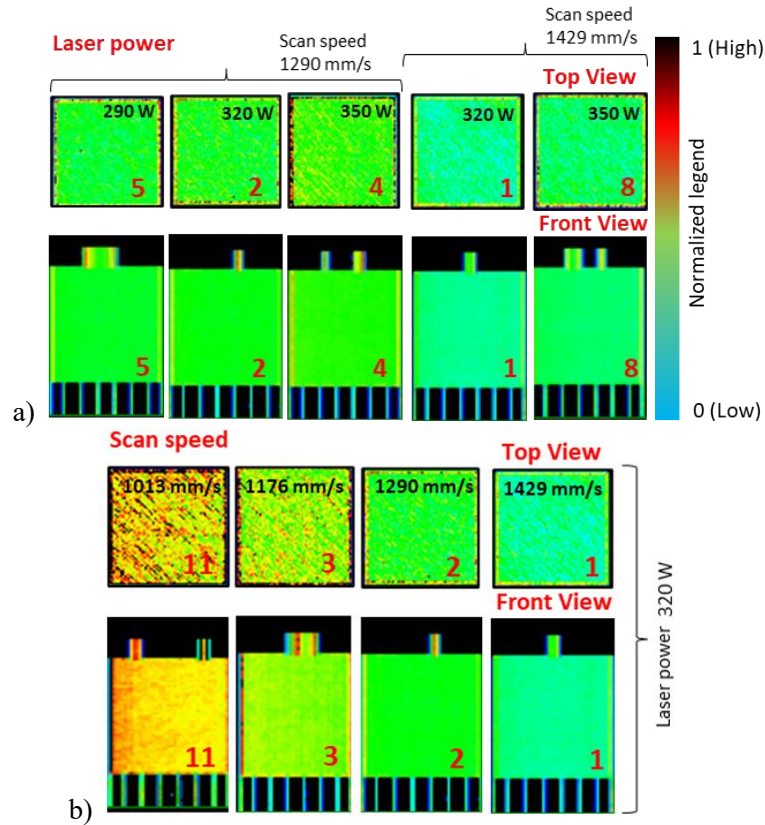 Laser power
Scan speed
1290 mm/s
Scan speed
1429 mm/s
Top View
290 W
320 W
350 W
320 W
350 W
5
2
4
1
8
Front View
5
2
4
1
8
1 (High)
Normalized legend
0 (Low)
a)
Scan speed
Top View
1013 mm/s
1176 mm/s
1290 mm/s
1429 mm/s
11
3
2
1
Front View
11
3
2
1
Laser power 320 W
b)